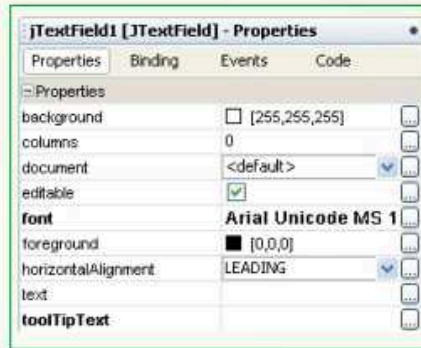 jTextField1 [JTextField] - Properties
Properties Binding Events Code
Properties
background [255,255,255] ...
columns 0 ...
document <default> ...
editable ...
font Arial Unicode MS 1 ...
foreground [0,0,0] ...
horizontalAlignment LEADING ...
text ...
toolTipText ...